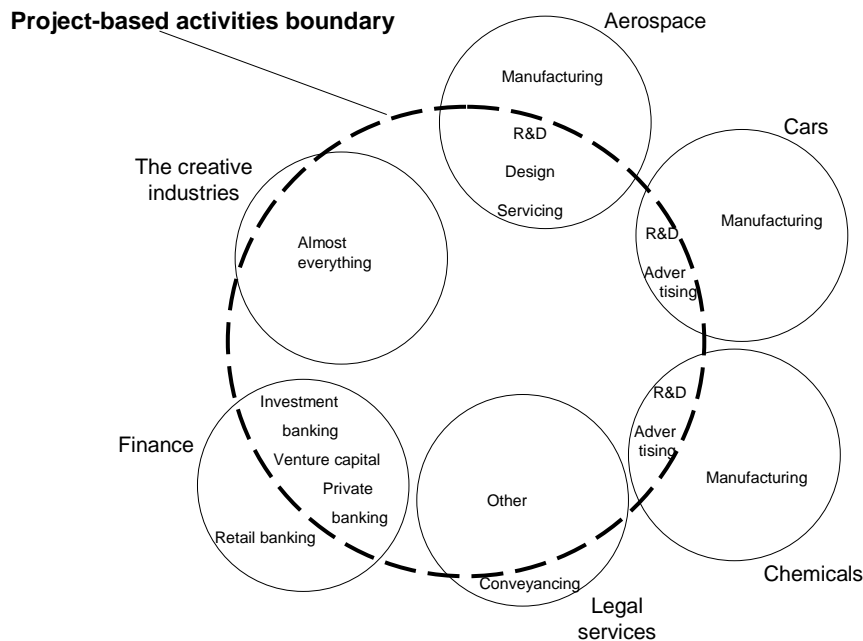 Project-based activities boundary
Aerospace
Manufacturing
R&D
Design
Servicing
Cars
Manufacturing
R&D
Adver
tising
The creative
industries
Almost
everything
Finance
Investment
banking
Venture capital
Private
banking
Retail banking
Other
Conveyancing
Legal
services
R&D
Adver
tising
Manufacturing
Chemicals